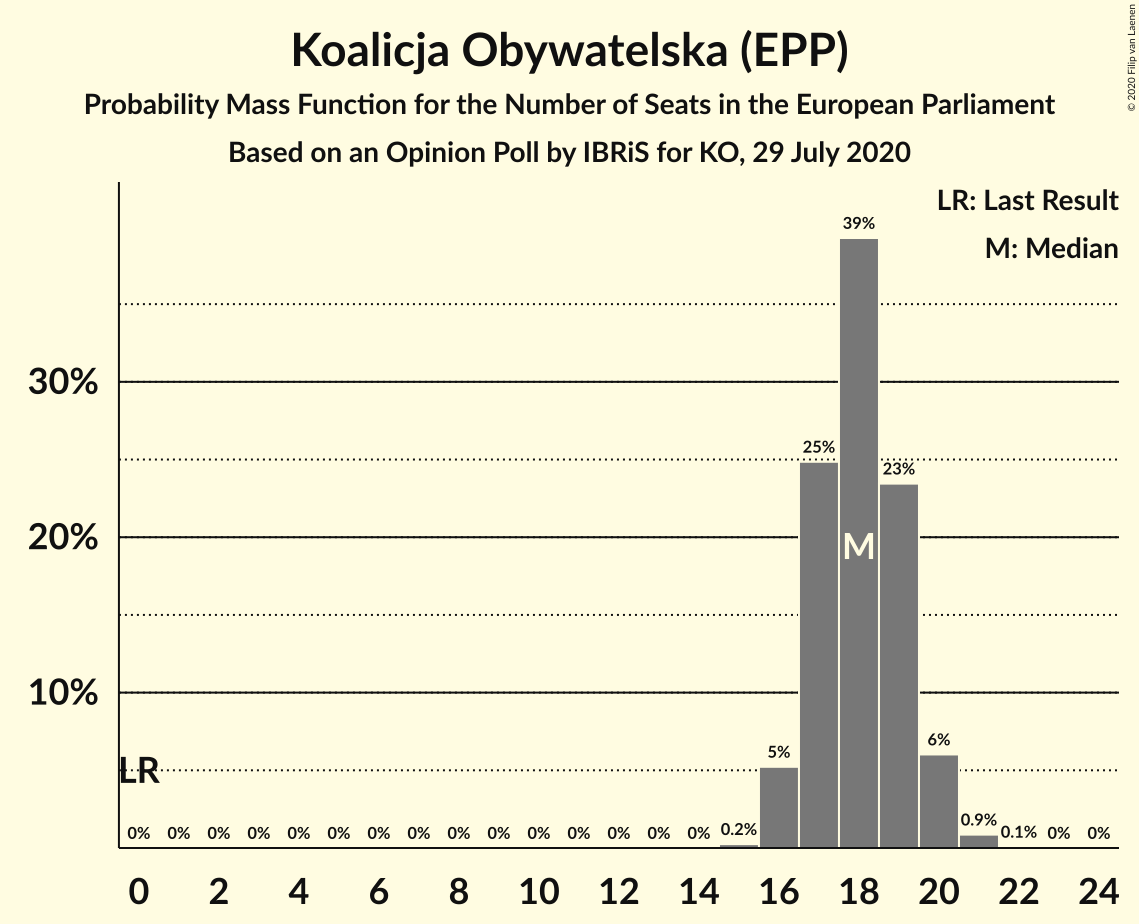 © 2020 Filip van Laenen
Koalicja Obywatelska (EPP)
Probability Mass Function for the Number of Seats in the European Parliament
Based on an Opinion Poll by IBRiS for KO, 29 July 2020
LR: Last Result
M: Median
39%
30%
25%
23%
20%
M
10%
6%
5%
LR
0% 0% 0% 0% 0% 0% 0% 0% 0% 0% 0% 0% 0% 0% 0% 0.2% 0.9% 0.1% 0% 0%
0 2 4 6 8 10 12 14 16 18 20 22 24